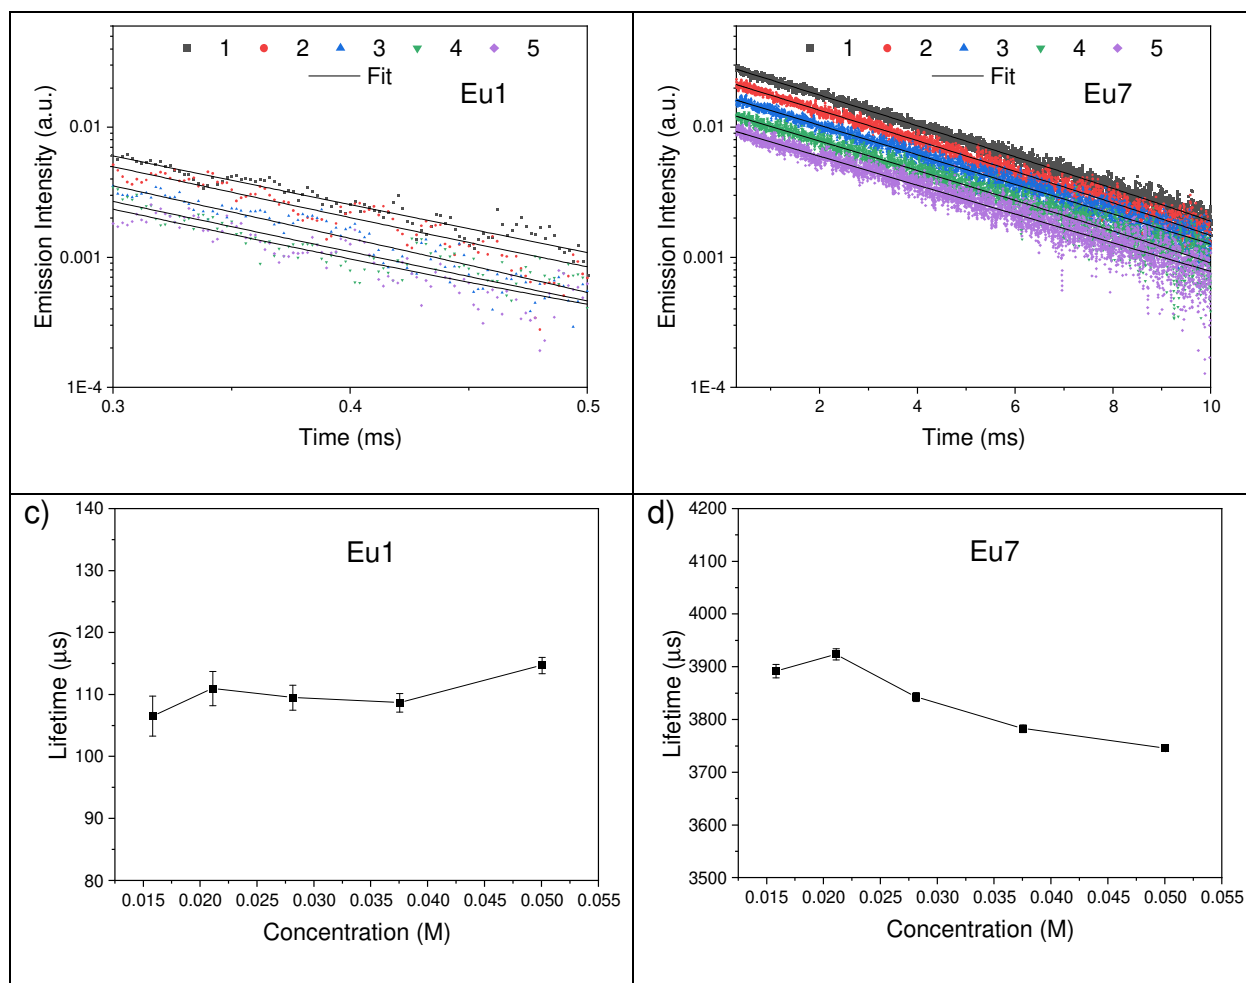 1 2 3 4 5
Fit
Eu1
Emission Intensity (a.u.)
0.01
0.001
1E-4
0.3 0.4 0.5
Time (ms)
1 2 3 4 5
Fit
Eu7
Emission Intensity (a.u.)
0.01
0.001
1E-4
2 4 6 8 10
Time (ms)
c)
Eu1
Lifetime (μs)
140
130
120
110
100
90
80
0.015 0.020 0.025 0.030 0.035 0.040 0.045 0.050 0.055
Concentration (M)
d)
Eu7
Lifetime (μs)
4200
4100
4000
3900
3800
3700
3600
3500
0.015 0.020 0.025 0.030 0.035 0.040 0.045 0.050 0.055
Concentration (M)